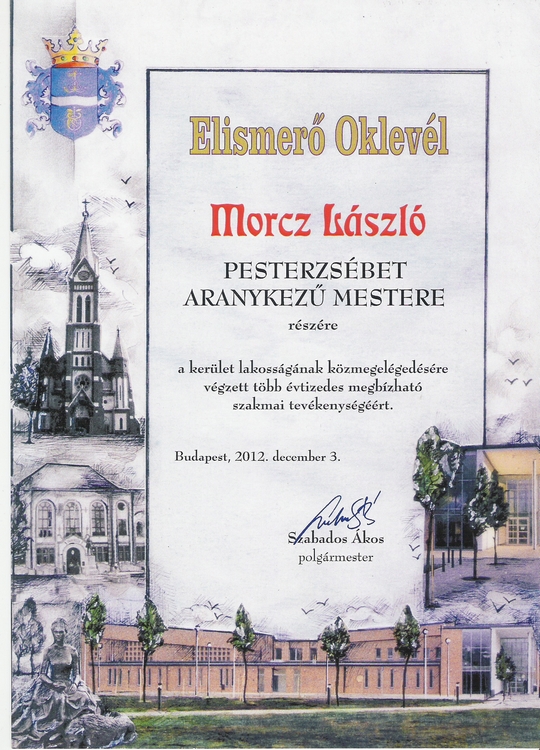 Elismerő Oklevél
Morcz László
PESTERZSÉBET
ARANYKEZŰ MESTERE
részére
a kerület lakosságának közmegelégedésére
végzett több évtizedes megbízható
szakmai tevékenységéért.
Budapest, 2012. december 3.
Szabados Ákos
polgármester